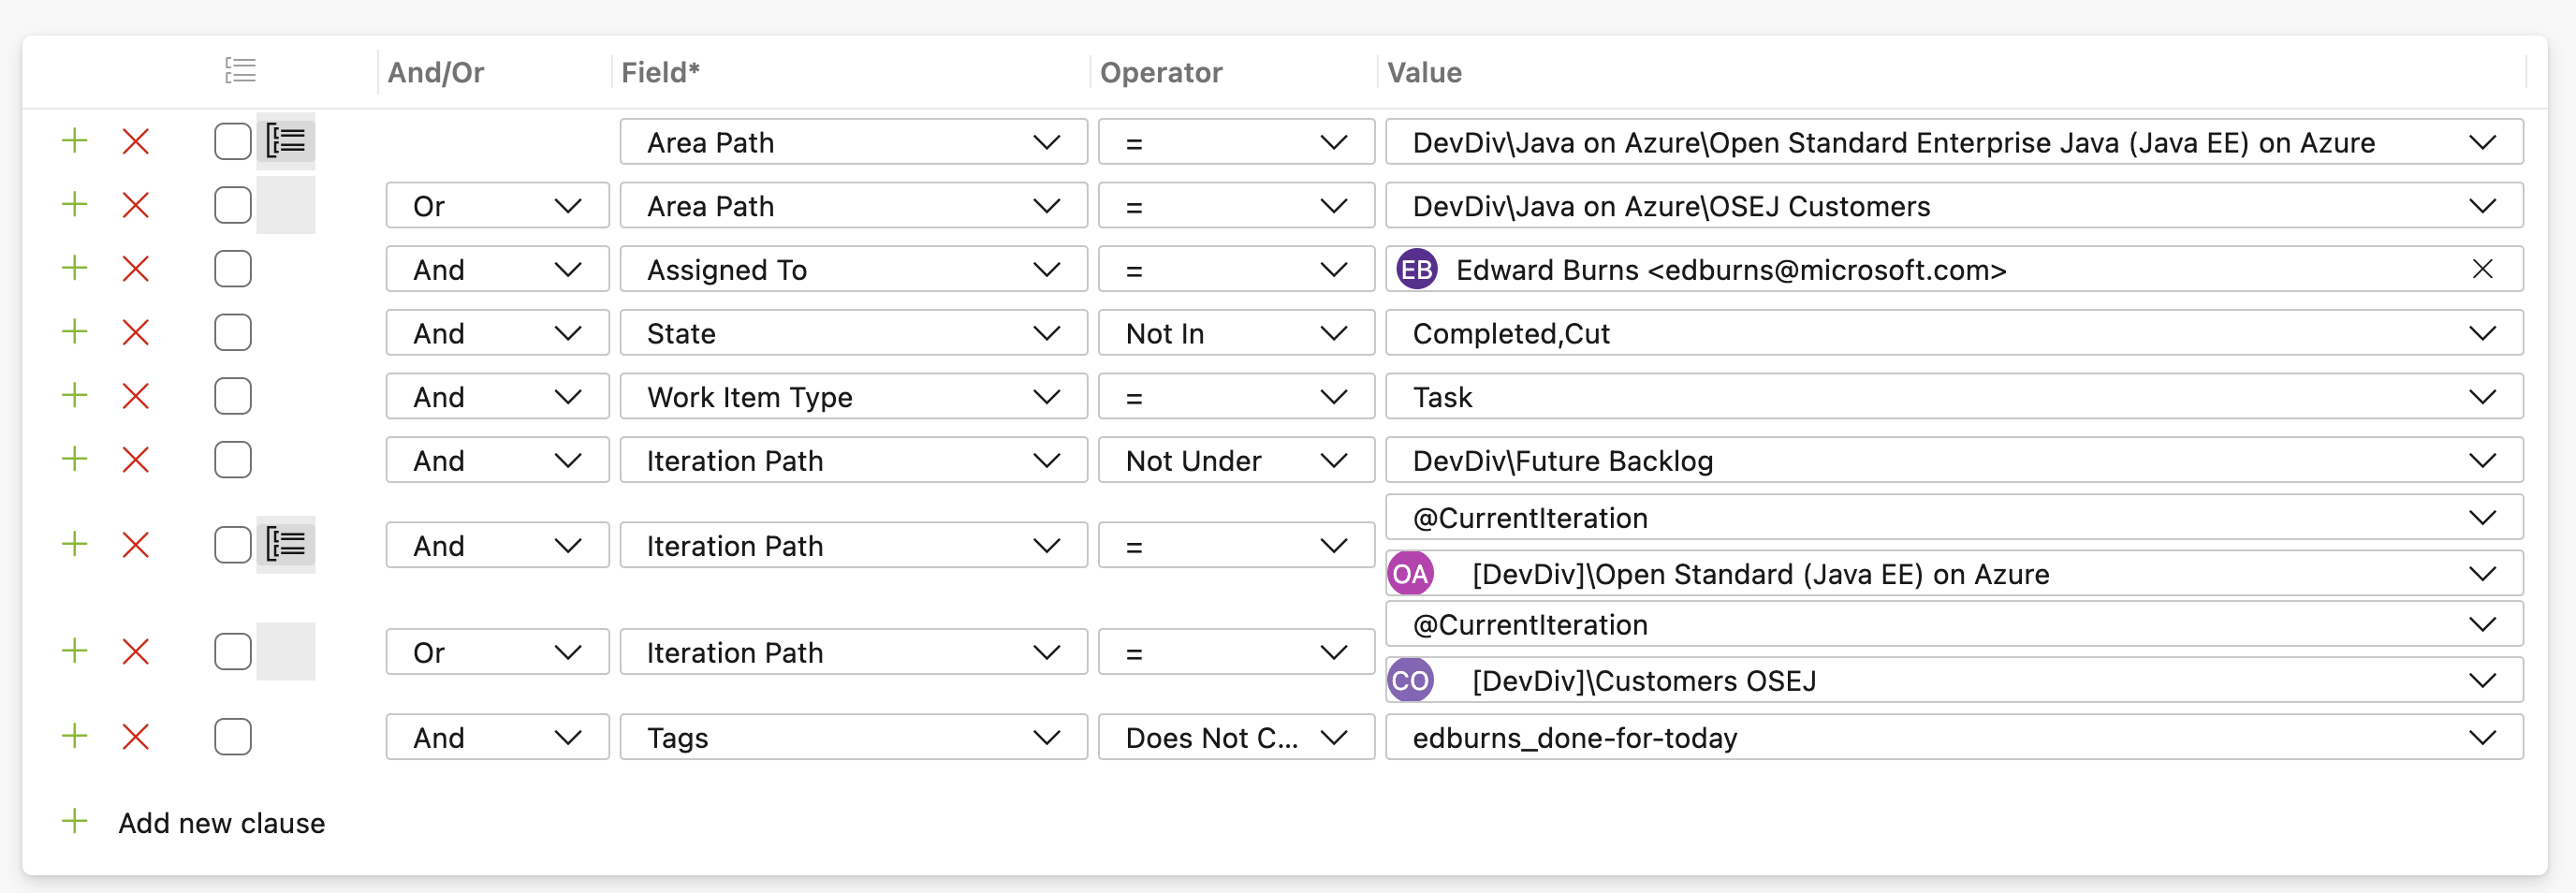 And/Or Field* Operator Value
Area Path = DevDiv\Java on Azure\Open Standard Enterprise Java (Java EE) on Azure
Or Area Path = DevDiv\Java on Azure\OSEJ Customers
And Assigned To = EB Edward Burns <edburns@microsoft.com>
And State Not In Completed,Cut
And Work Item Type = Task
And Iteration Path Not Under DevDiv\Future Backlog
@CurrentIteration
And Iteration Path =
OA [DevDiv]\Open Standard (Java EE) on Azure
@CurrentIteration
Or Iteration Path =
CO [DevDiv]\Customers OSEJ
And Tags Does Not C... edburns_done-for-today
Add new clause